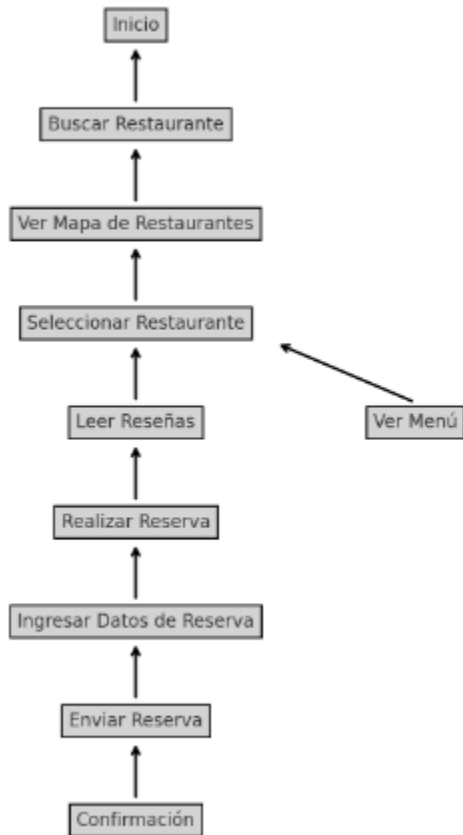 Inicio
Buscar Restaurante
Ver Mapa de Restaurantes
Seleccionar Restaurante
Leer Reseñas
Ver Menú
Realizar Reserva
Ingresar Datos de Reserva
Enviar Reserva
Confirmación